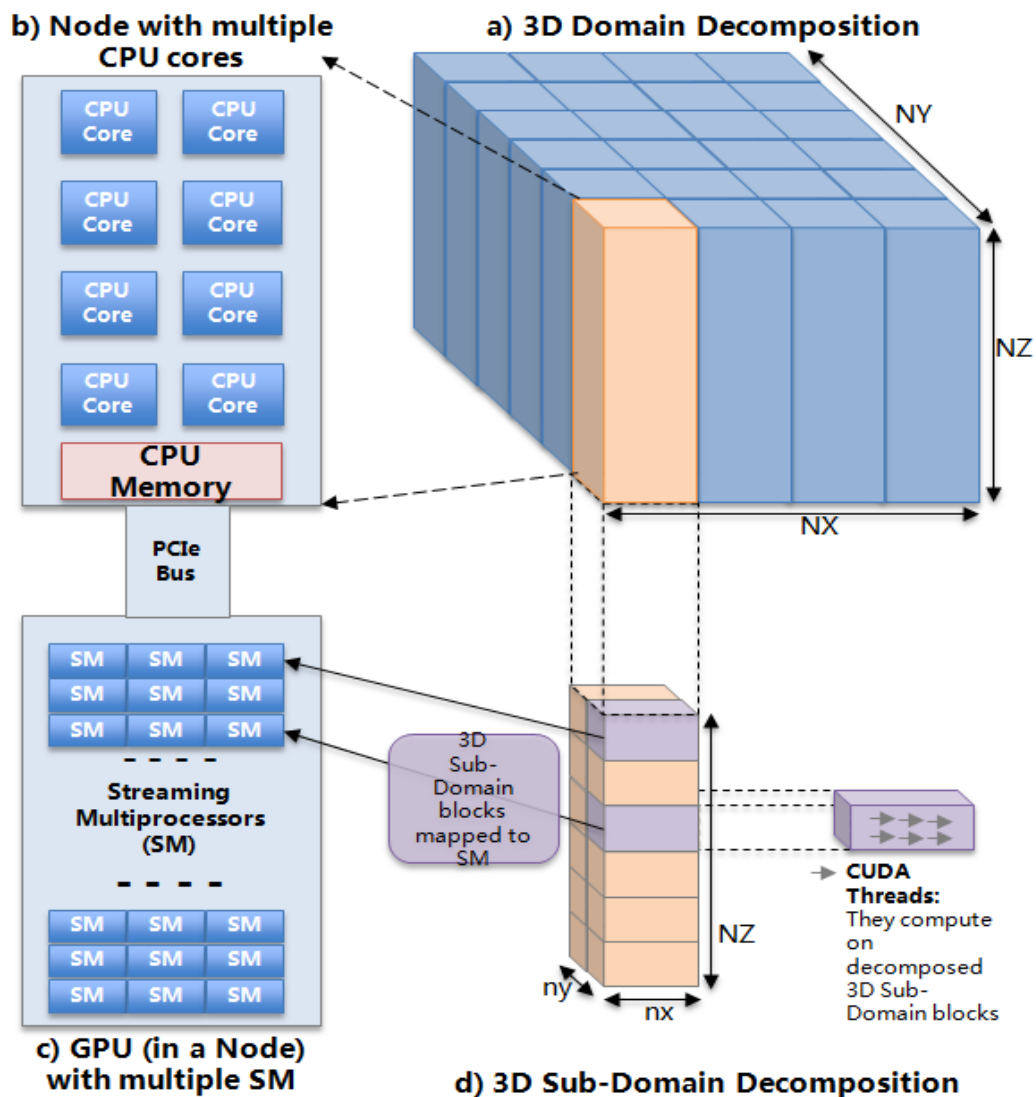 b) Node with multiple
CPU cores
a) 3D Domain Decomposition
CPU
Core
CPU
Core
CPU
Core
CPU
Core
CPU
Core
CPU
Core
CPU
Core
CPU
Core
CPU
Memory
NY
NZ
NX
PCIe
Bus
SM SM SM
SM SM SM
SM SM SM
Streaming
Multiprocessors
(SM)
SM SM SM
SM SM SM
SM SM SM
c) GPU (in a Node)
with multiple SM
3D
Sub-
Domain
blocks
mapped to
SM
NZ
ny
nx
CUDA
Threads:
They compute
on
decomposed
3D Sub-
Domain blocks
d) 3D Sub-Domain Decomposition